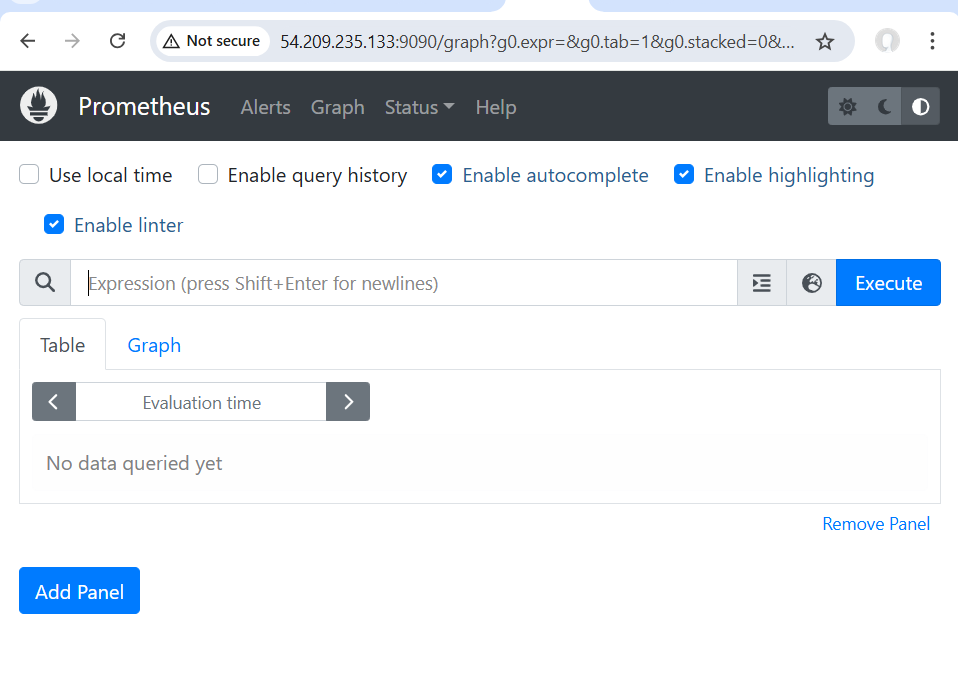 Not secure 54.209.235.133:9090/graph?g0.expr=&g0.tab=1&g0.stacked=0&...
Prometheus Alerts Graph Status Help
Use local time Enable query history Enable autocomplete Enable highlighting
Enable linter
Expression (press Shift+Enter for newlines) Execute
Table Graph
Evaluation time
No data queried yet
Remove Panel
Add Panel